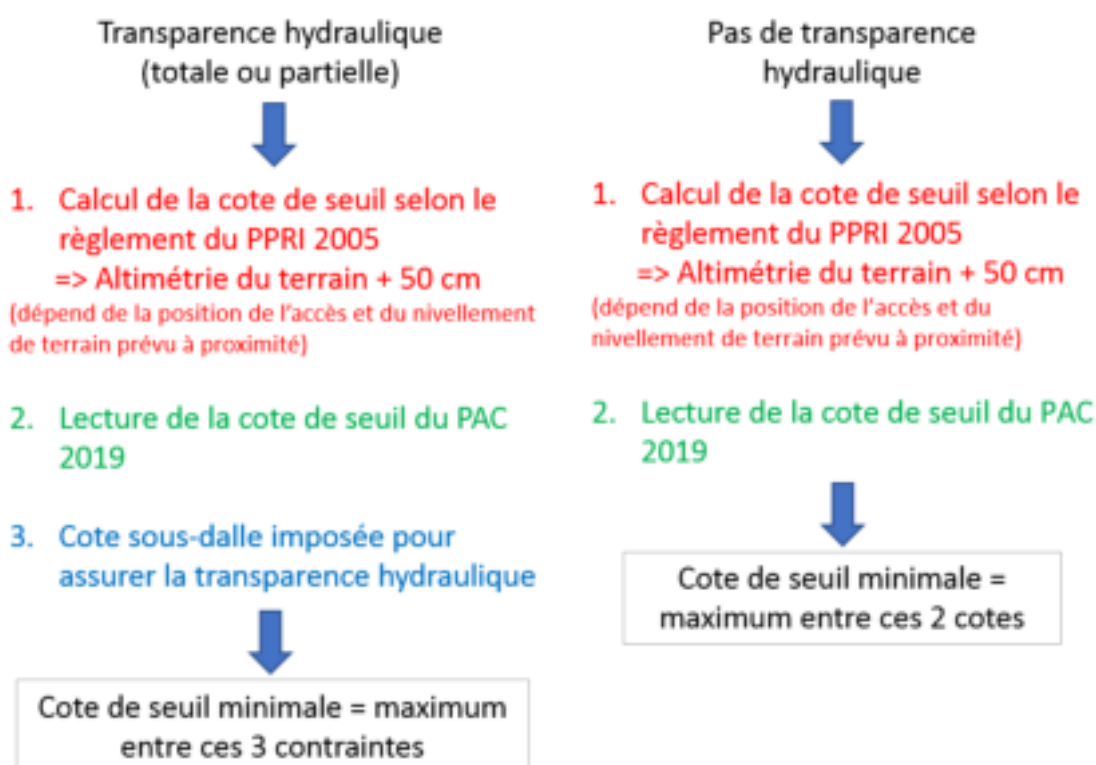 Transparence hydraulique
(totale ou partielle)
1. Calcul de la cote de seuil selon le
règlement du PPRI 2005
=> Altimétrie du terrain + 50 cm
(dépend de la position de l'accès et du nivellement
de terrain prévu à proximité)
2. Lecture de la cote de seuil du PAC
2019
3. Cote sous-dalle imposée pour
assurer la transparence hydraulique
Cote de seuil minimale = maximum
entre ces 3 contraintes
Pas de transparence
hydraulique
1. Calcul de la cote de seuil selon le
règlement du PPRI 2005
=> Altimétrie du terrain + 50 cm
(dépend de la position de l'accès et du
nivellement de terrain prévu à proximité)
2. Lecture de la cote de seuil du PAC
2019
Cote de seuil minimale =
maximum entre ces 2 cotes